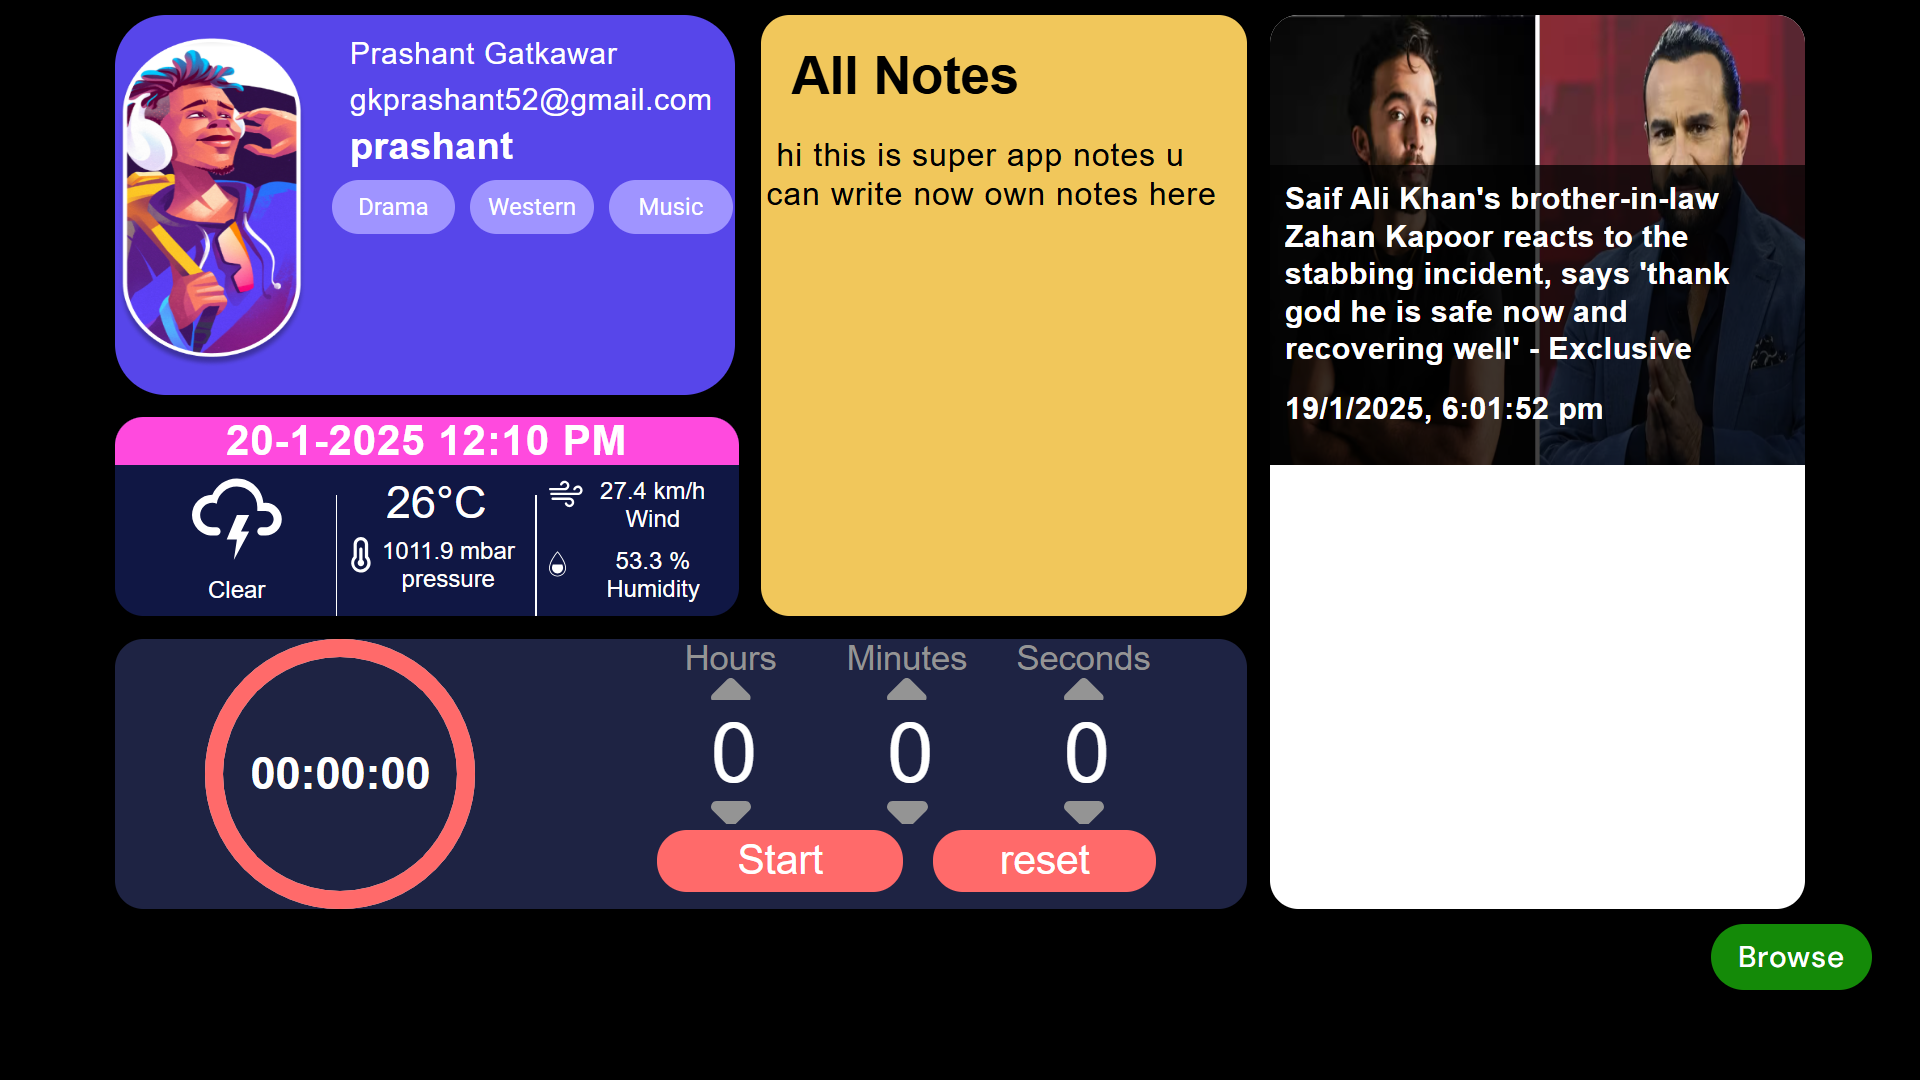 Prashant Gatkawar
gkprashant52@gmail.com
prashant
Drama Western Music
20-1-2025 12:10 PM
Clear
26°C
1011.9 mbar
pressure
27.4 km/h
Wind
53.3 %
Humidity
All Notes
hi this is super app notes u
can write now own notes here
Saif Ali Khan's brother-in-law
Zahan Kapoor reacts to the
stabbing incident, says 'thank
god he is safe now and
recovering well' - Exclusive
19/1/2025, 6:01:52 pm
00:00:00
Hours Minutes Seconds
0 0 0
Start reset
Browse